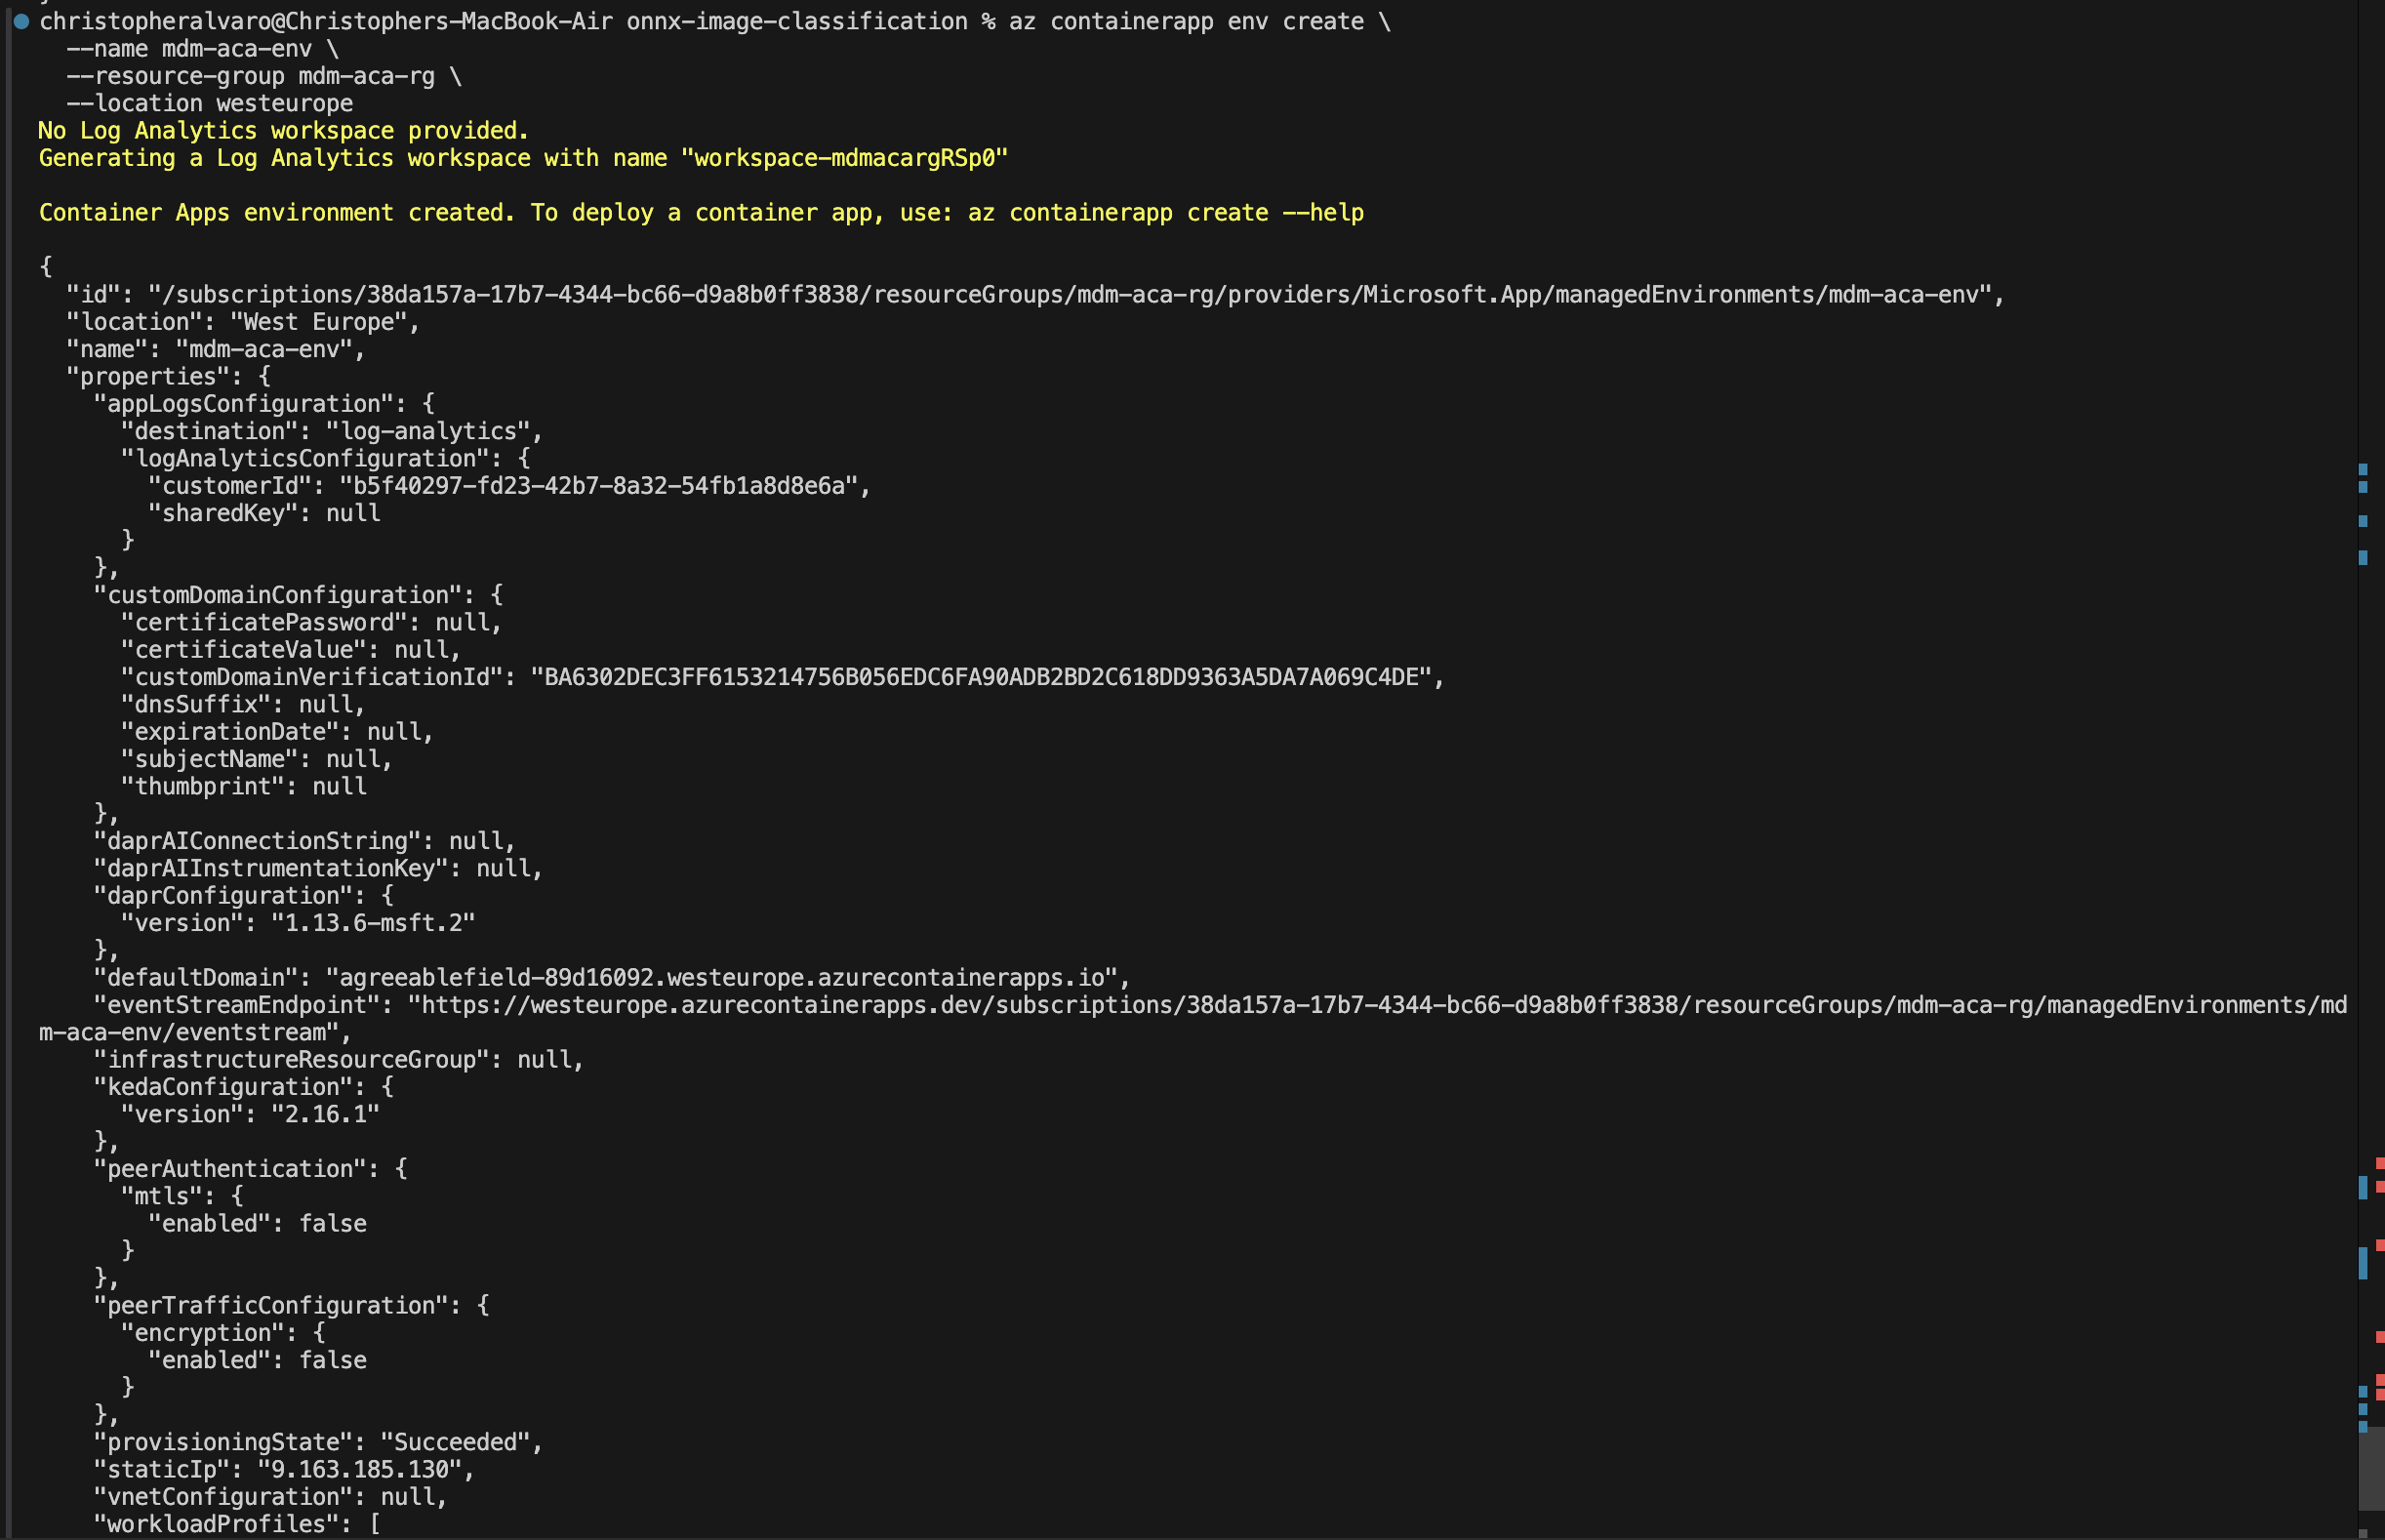 christopheralvaro@Christophers-MacBook-Air onnx-image-classification % az containerapp env create \
  --name mdm-aca-env \
  --resource-group mdm-aca-rg \
  --location westeurope
No Log Analytics workspace provided.
Generating a Log Analytics workspace with name "workspace-mdmacargRSp0"

Container Apps environment created. To deploy a container app, use: az containerapp create --help

{
  "id": "/subscriptions/38da157a-17b7-4344-bc66-d9a8b0ff3838/resourceGroups/mdm-aca-rg/providers/Microsoft.App/managedEnvironments/mdm-aca-env",
  "location": "West Europe",
  "name": "mdm-aca-env",
  "properties": {
    "appLogsConfiguration": {
      "destination": "log-analytics",
      "logAnalyticsConfiguration": {
        "customerId": "b5f40297-fd23-42b7-8a32-54fb1a8d8e6a",
        "sharedKey": null
      }
    },
    "customDomainConfiguration": {
      "certificatePassword": null,
      "certificateValue": null,
      "customDomainVerificationId": "BA6302DEC3FF6153214756B056EDC6FA90ADB2BD2C618DD9363A5DA7A069C4DE",
      "dnsSuffix": null,
      "expirationDate": null,
      "subjectName": null,
      "thumbprint": null
    },
    "daprAIConnectionString": null,
    "daprAIInstrumentationKey": null,
    "daprConfiguration": {
      "version": "1.13.6-msft.2"
    },
    "defaultDomain": "agreeablefield-89d16092.westeurope.azurecontainerapps.io",
    "eventStreamEndpoint": "https://westeurope.azurecontainerapps.dev/subscriptions/38da157a-17b7-4344-bc66-d9a8b0ff3838/resourceGroups/mdm-aca-rg/managedEnvironments/md
m-aca-env/eventstream",
    "infrastructureResourceGroup": null,
    "kedaConfiguration": {
      "version": "2.16.1"
    },
    "peerAuthentication": {
      "mtls": {
        "enabled": false
      }
    },
    "peerTrafficConfiguration": {
      "encryption": {
        "enabled": false
      }
    },
    "provisioningState": "Succeeded",
    "staticIp": "9.163.185.130",
    "vnetConfiguration": null,
    "workloadProfiles": [